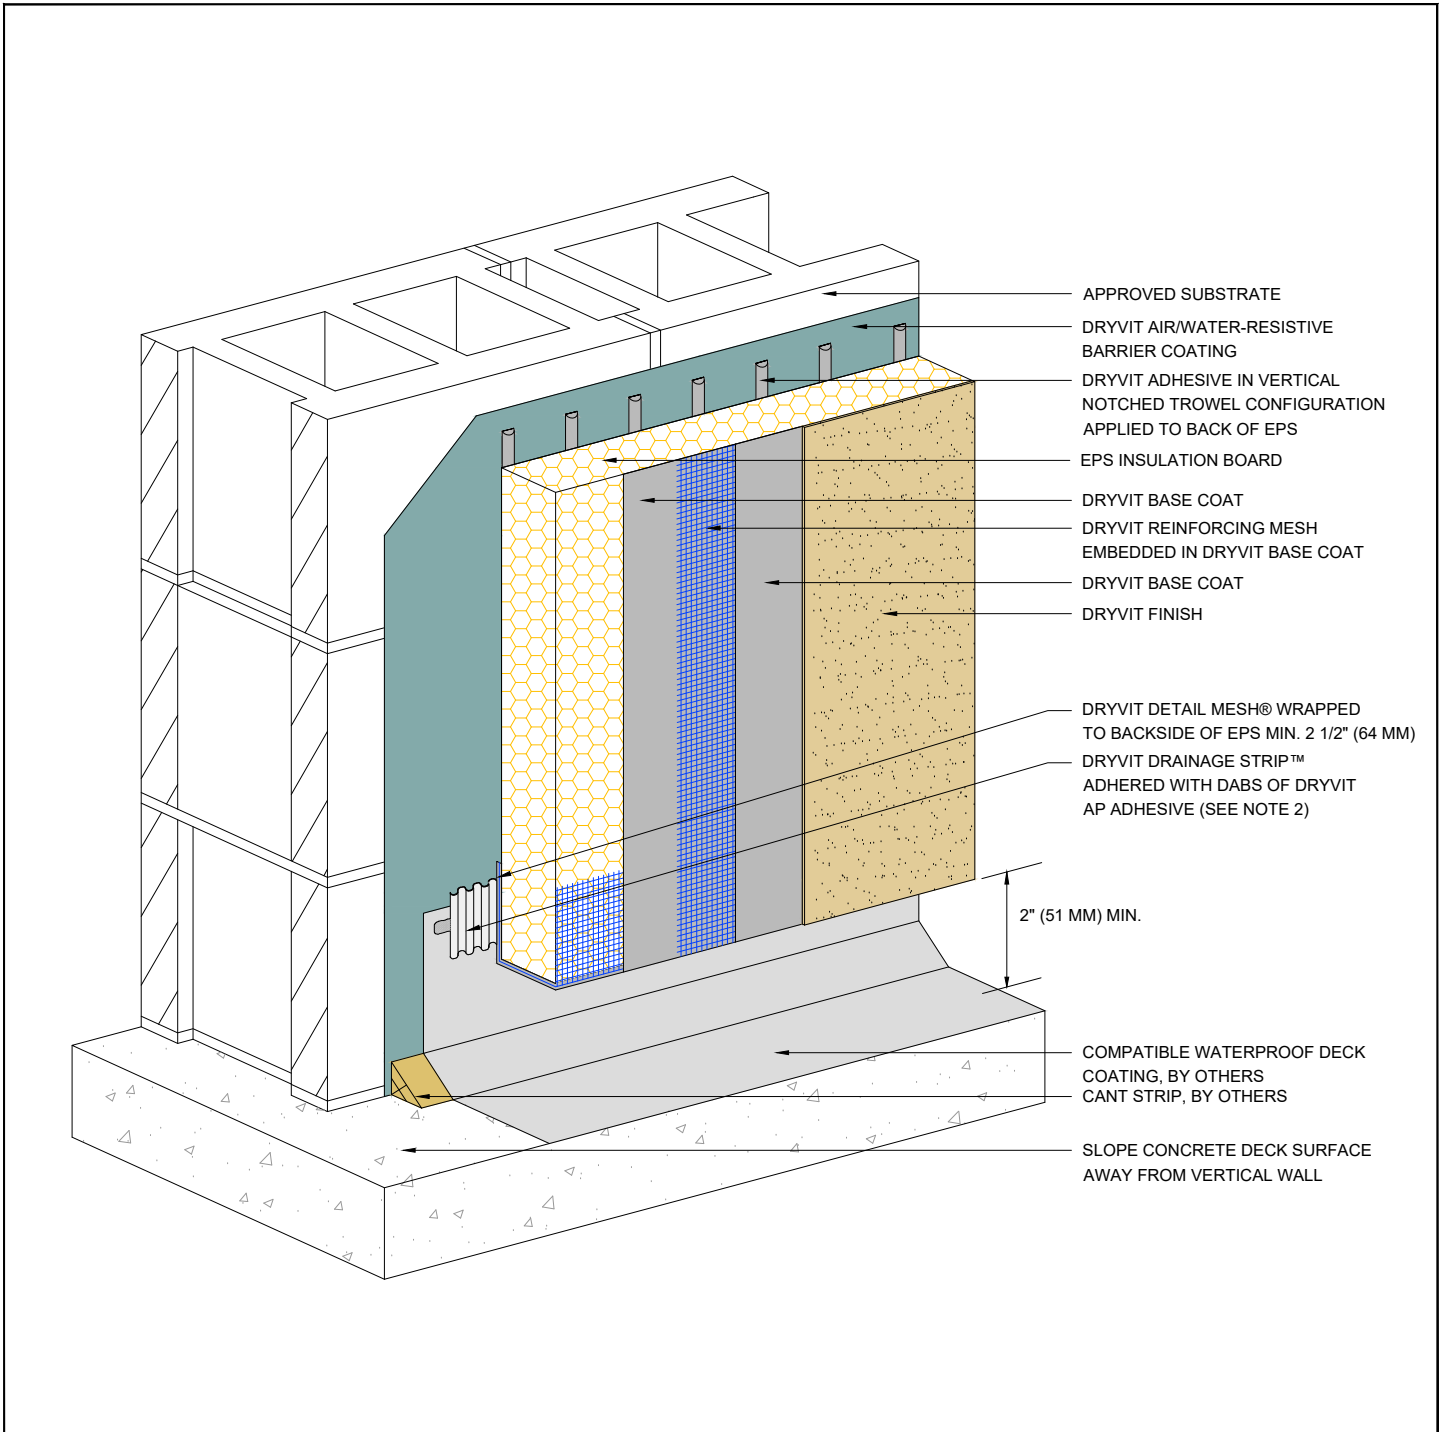 APPROVED SUBSTRATE
DRYVIT AIR/WATER-RESISTIVE
BARRIER COATING
DRYVIT ADHESIVE IN VERTICAL
NOTCHED TROWEL CONFIGURATION
APPLIED TO BACK OF EPS
EPS INSULATION BOARD
DRYVIT BASE COAT
DRYVIT REINFORCING MESH
EMBEDDED IN DRYVIT BASE COAT
DRYVIT BASE COAT
DRYVIT FINISH
DRYVIT DETAIL MESH® WRAPPED
TO BACKSIDE OF EPS MIN. 2 1/2" (64 MM)
DRYVIT DRAINAGE STRIP™
ADHERED WITH DABS OF DRYVIT
AP ADHESIVE (SEE NOTE 2)
2" (51 MM) MIN.
COMPATIBLE WATERPROOF DECK
COATING, BY OTHERS
CANT STRIP, BY OTHERS
SLOPE CONCRETE DECK SURFACE
AWAY FROM VERTICAL WALL